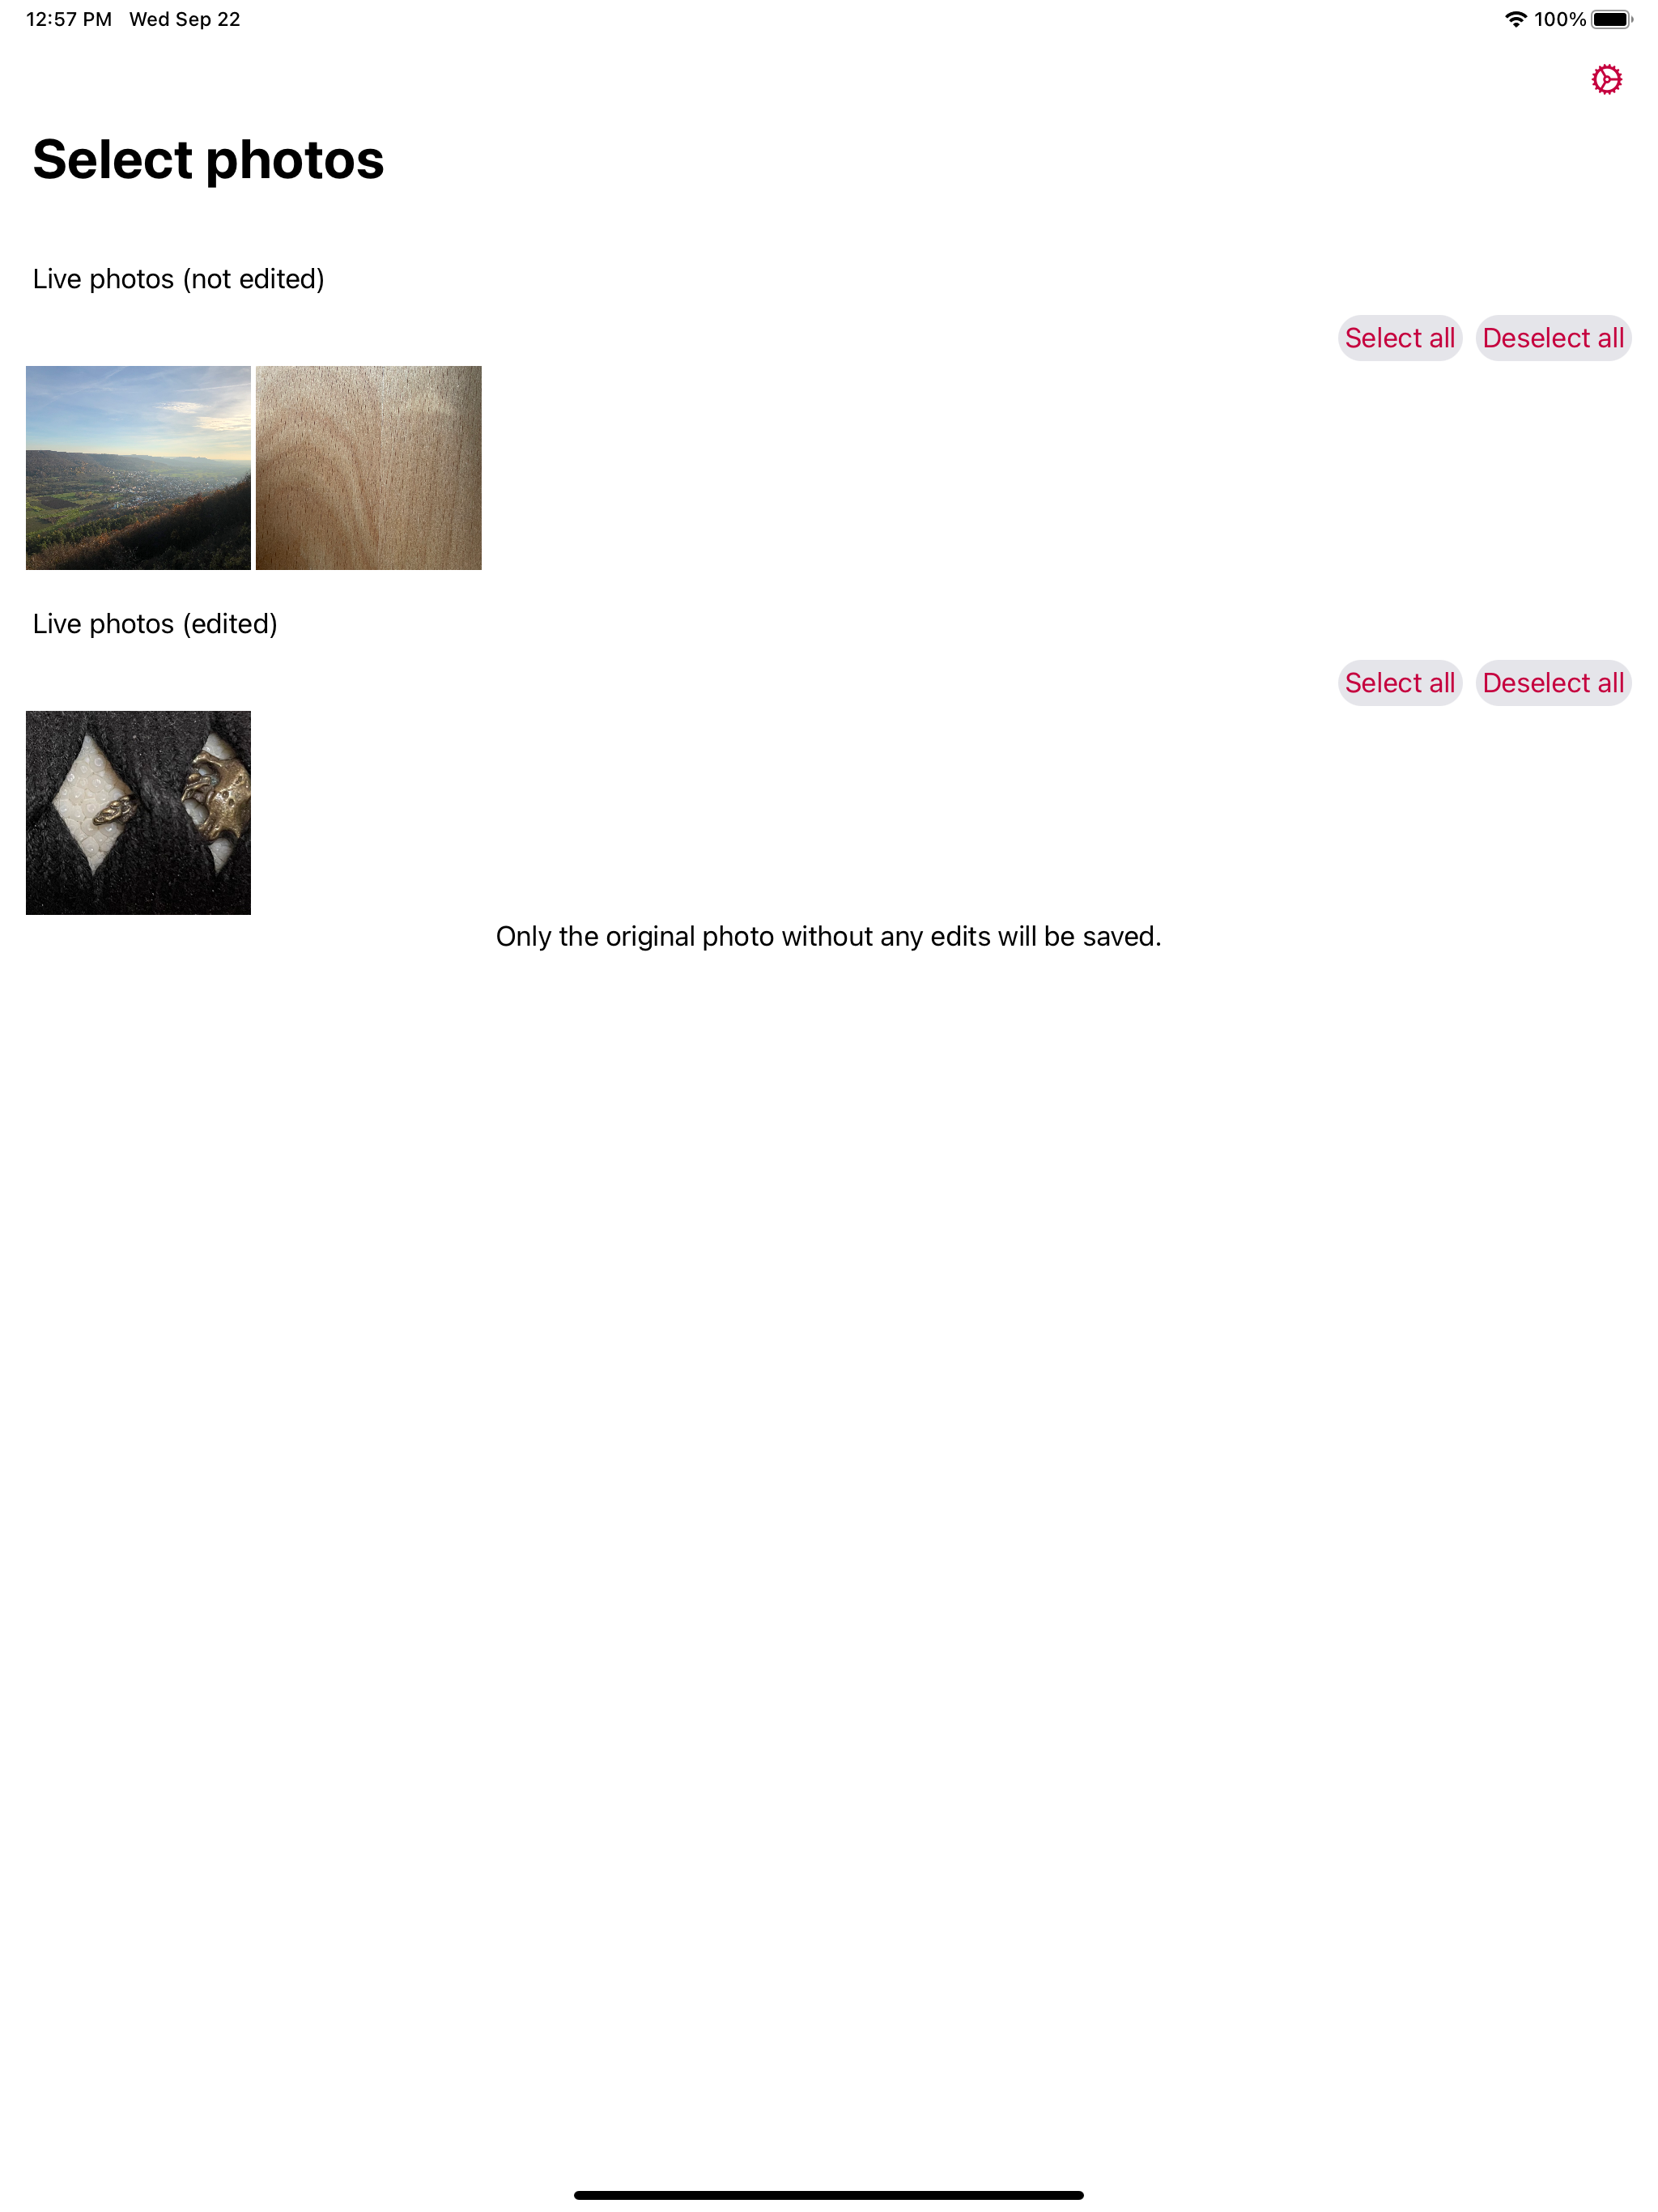 12:57 PM Wed Sep 22 100%
Select photos
Live photos (not edited)
Select all Deselect all
Live photos (edited)
Select all Deselect all
Only the original photo without any edits will be saved.